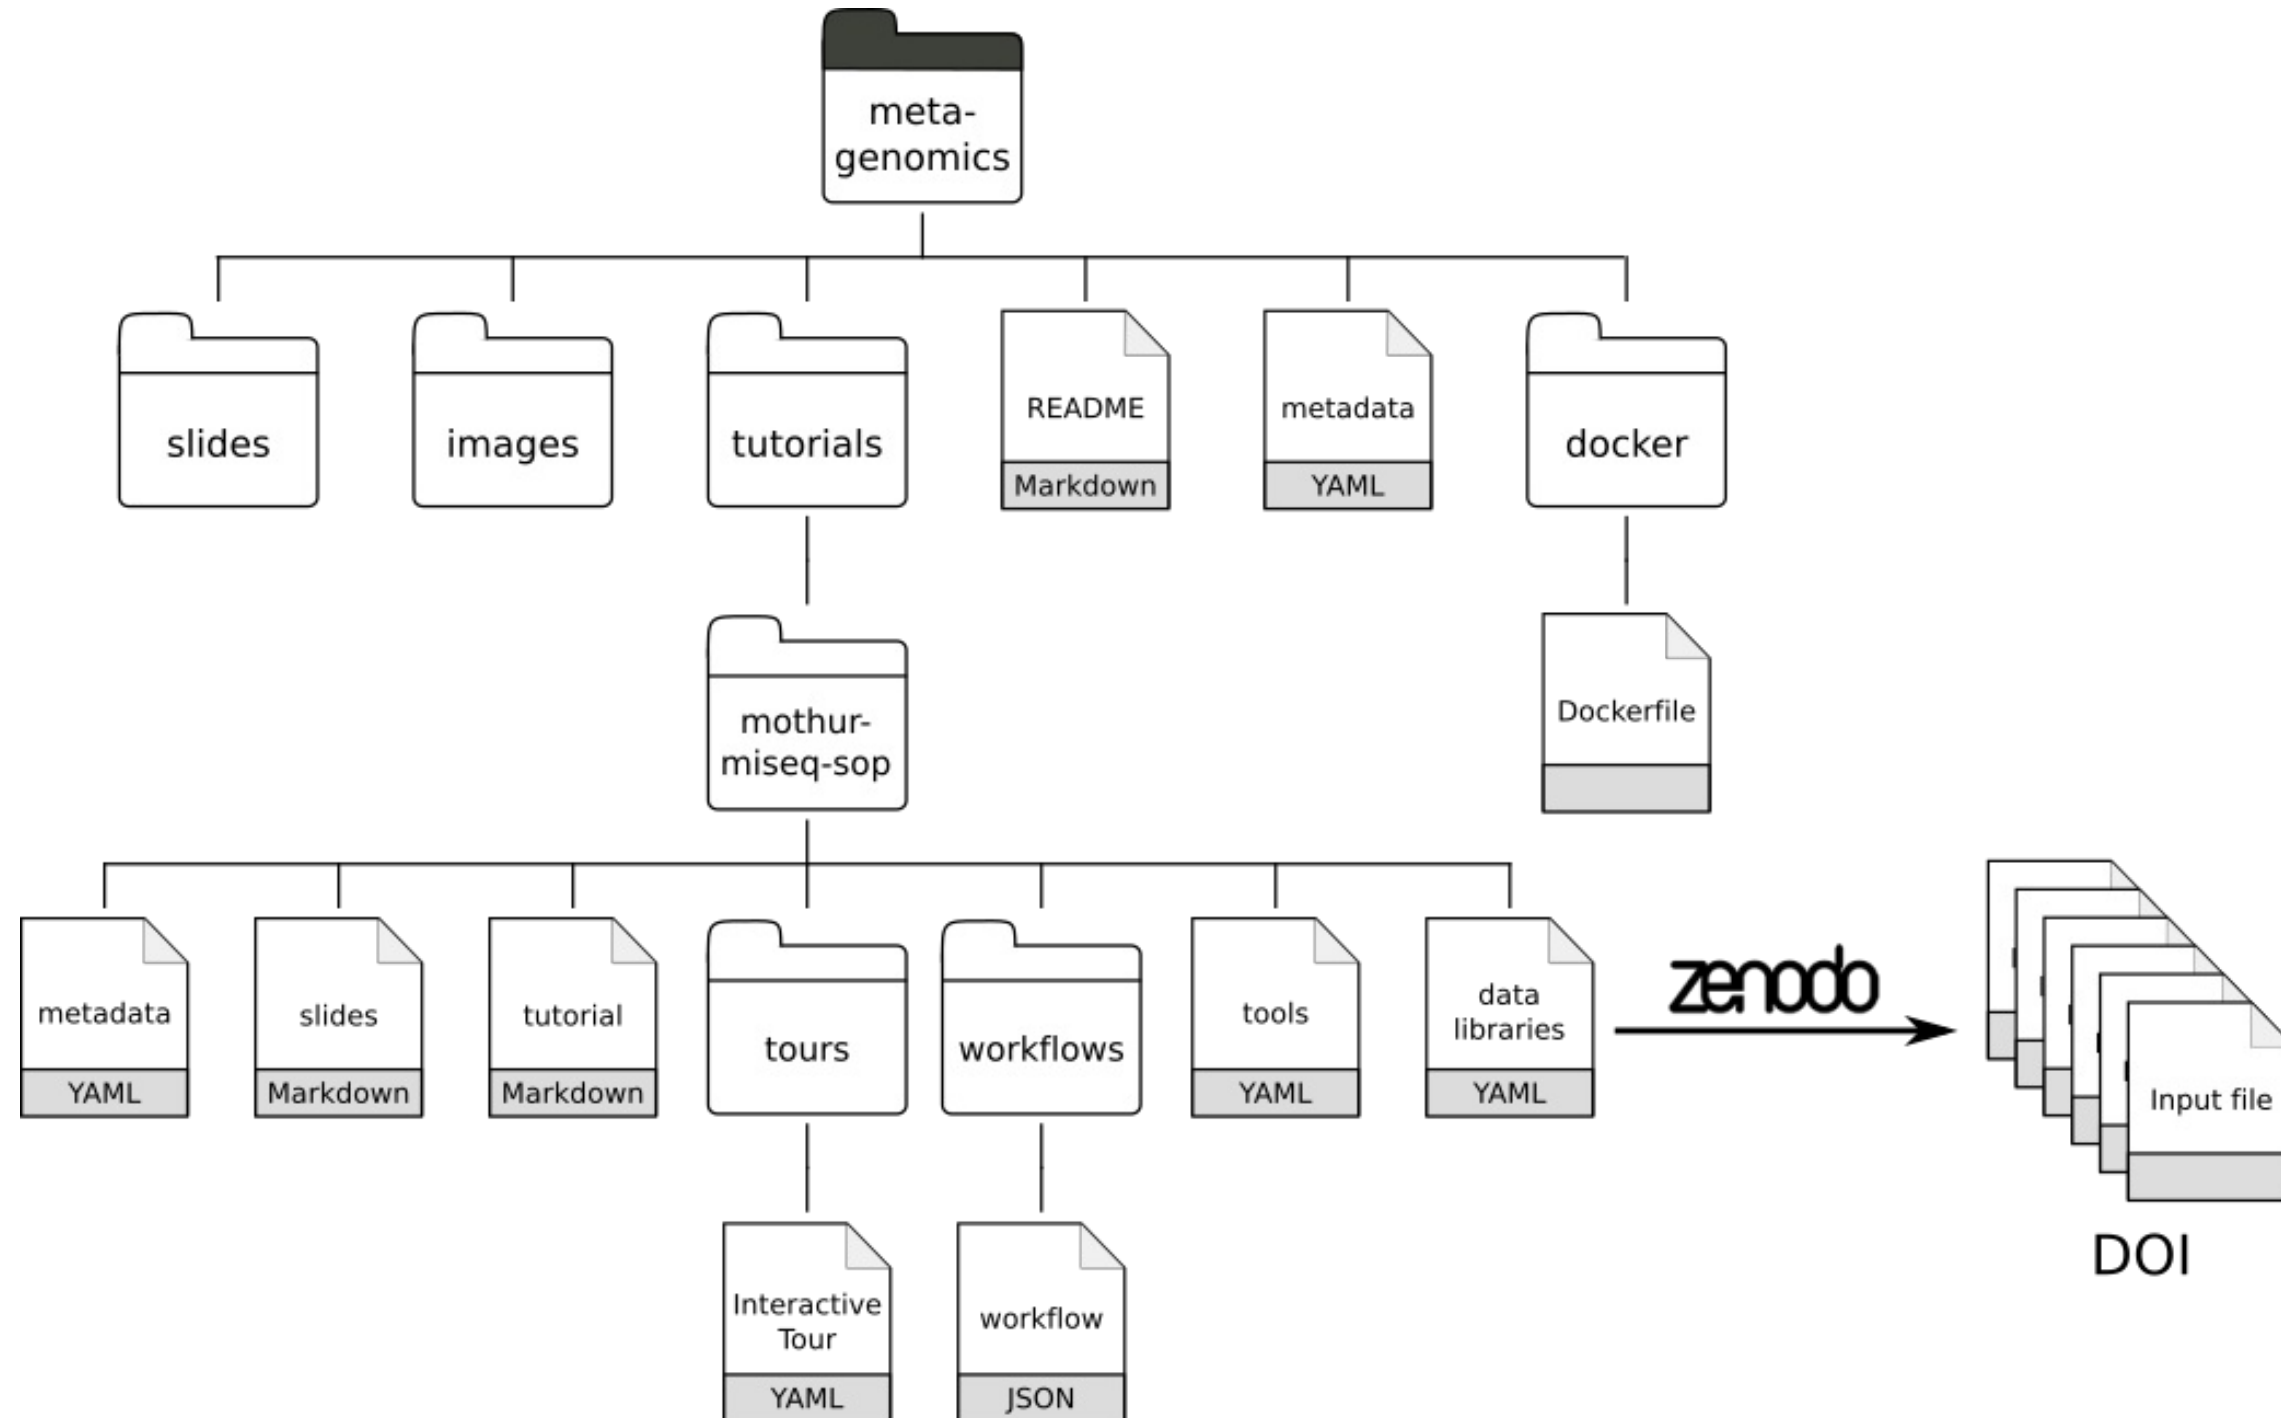 meta-
genomics
slides
images
tutorials
README
Markdown
metadata
YAML
docker
mothur-
miseq-sop
Dockerfile
metadata
YAML
slides
Markdown
tutorial
Markdown
tours
workflows
tools
YAML
data
libraries
YAML
zenodo
Input file
DOI
Interactive
Tour
YAML
workflow
JSON